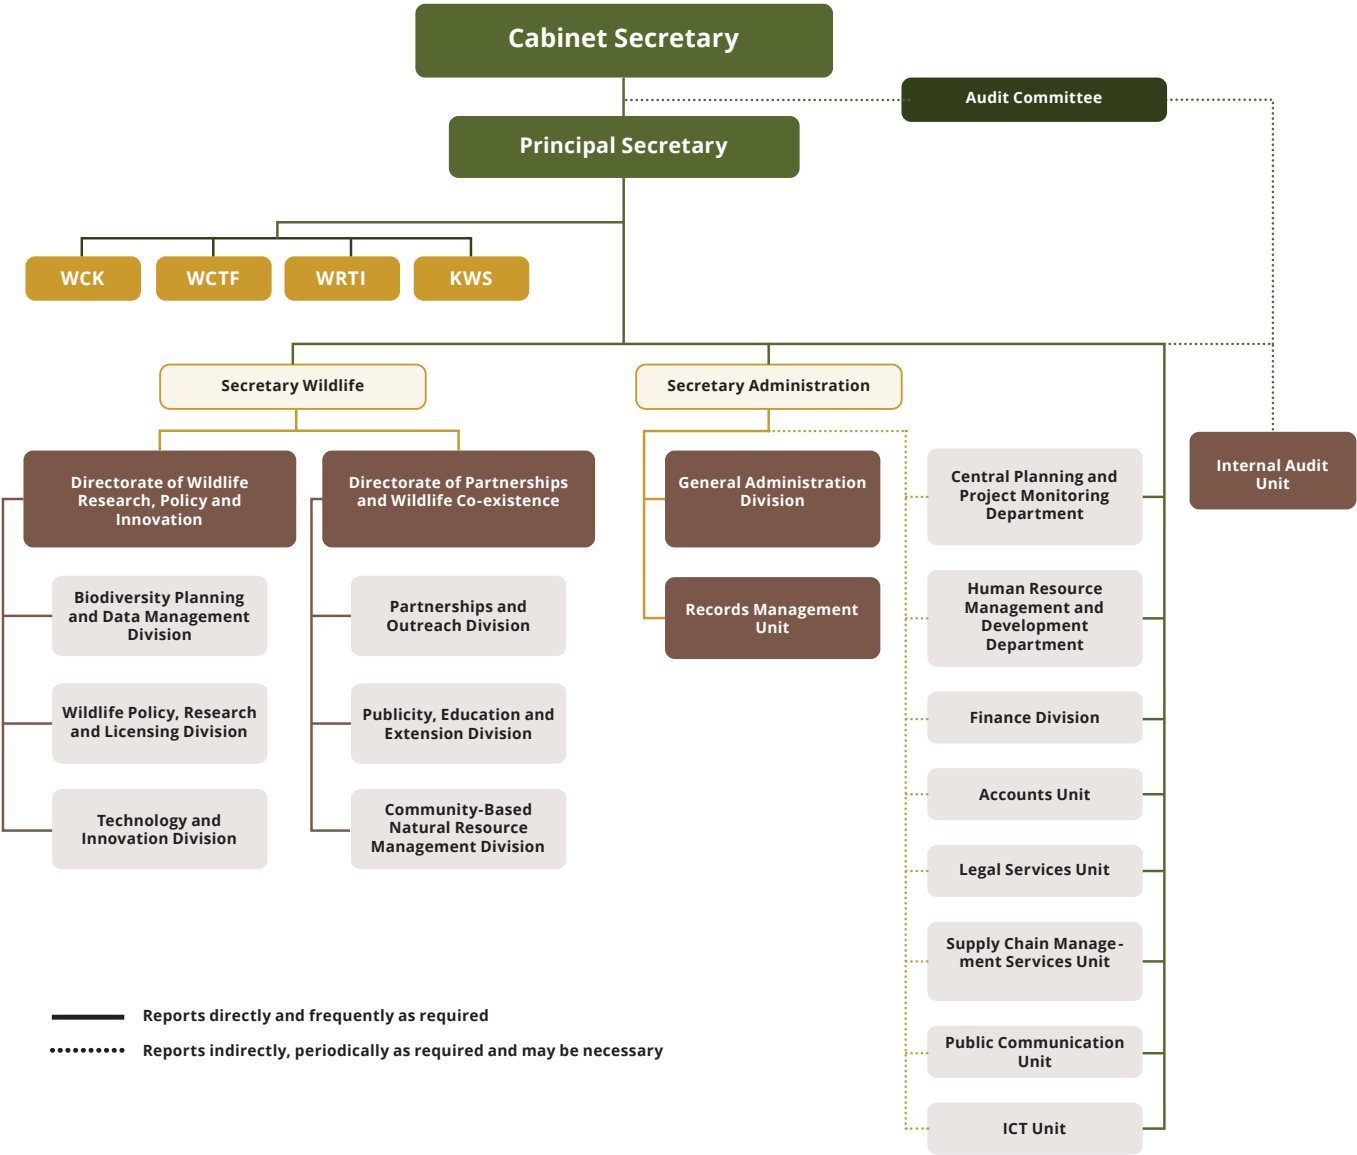 Cabinet Secretary
Audit Committee
Principal Secretary
WCK
WCTF
WRTI
KWS
Secretary Wildlife
Secretary Administration
Directorate of Wildlife
Research, Policy and
Innovation
Directorate of Partnerships
and Wildlife Co-existence
General Administration
Division
Central Planning and
Project Monitoring
Department
Internal Audit
Unit
Biodiversity Planning
and Data Management
Division
Partnerships and
Outreach Division
Records Management
Unit
Human Resource
Management and
Development
Department
Wildlife Policy, Research
and Licensing Division
Publicity, Education and
Extension Division
Finance Division
Technology and
Innovation Division
Community-Based
Natural Resource
Management Division
Accounts Unit
Legal Services Unit
Supply Chain Manage-
ment Services Unit
Public Communication
Unit
ICT Unit
Reports directly and frequently as required
Reports indirectly, periodically as required and may be necessary